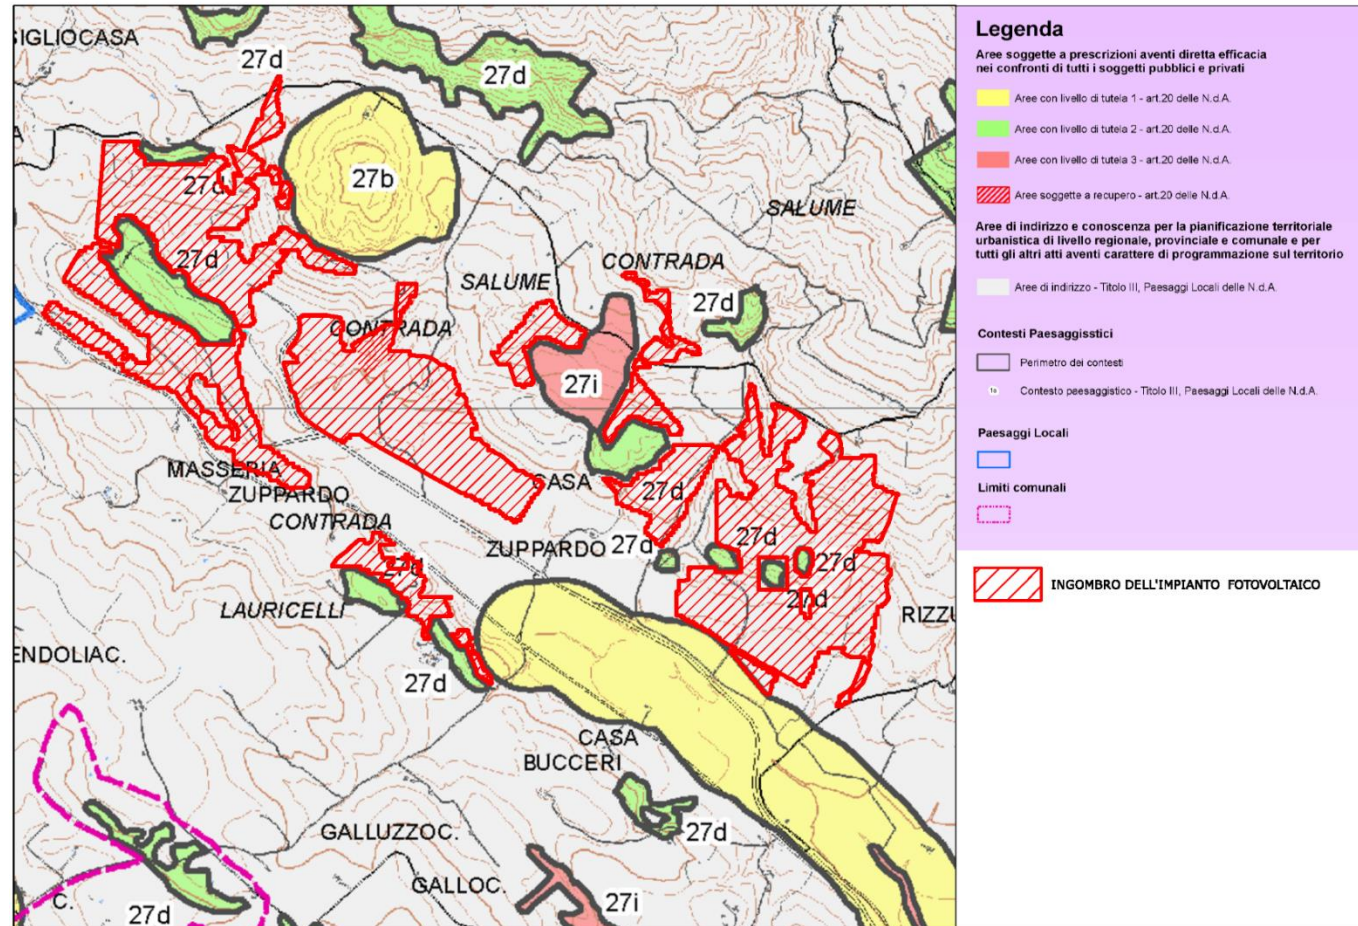 IGLIOCASA
27d
27d
27b
27d
27d
SALUME
SALUME
CONTRADA
27d
CONTRADA
27i
MASSERIA
ZUPPARDO
CONTRADA
CASA
27d
ZUPPARDO
27d
27d
27d
27d
27d
LAURICELLI
RIZZU
ENDOLIAC.
27d
CASA
BUCCERI
27d
GALLUZZOC.
GALLOC.
27i
C.
27d
Legenda
Aree soggette a prescrizioni aventi diretta efficacia
nei confronti di tutti i soggetti pubblici e privati
Aree con livello di tutela 1 - art.20 delle N.d.A.
Aree con livello di tutela 2 - art.20 delle N.d.A.
Aree con livello di tutela 3 - art.20 delle N.d.A.
Aree soggette a recupero - art.20 delle N.d.A.
Aree di indirizzo e conoscenza per la pianificazione territoriale
urbanistica di livello regionale, provinciale e comunale e per
tutti gli altri atti aventi carattere di programmazione sul territorio
Aree di indirizzo - Titolo III, Paesaggi Locali delle N.d.A.
Contesti Paesaggisstici
Perimetro dei contesti
1a
Contesto paesaggistico - Titolo III, Paesaggi Locali delle N.d.A.
Paesaggi Locali
Limiti comunali
INGOMBRO DELL'IMPIANTO FOTOVOLTAICO